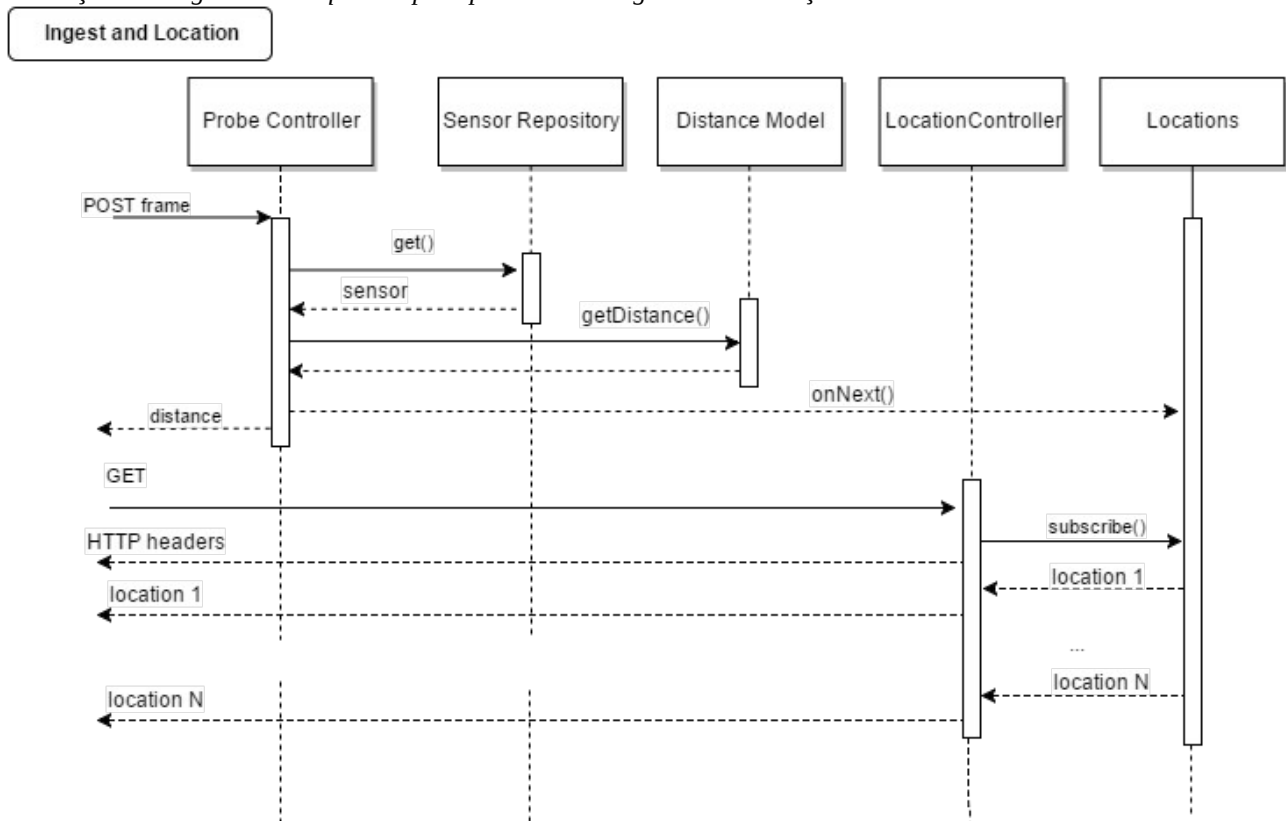 Ingest and Location
Probe Controller
Sensor Repository
Distance Model
LocationController
Locations
POST frame
get()
sensor
getDistance()
onNext()
distance
GET
subscribe()
HTTP headers
location 1
location 1
...
location N
location N